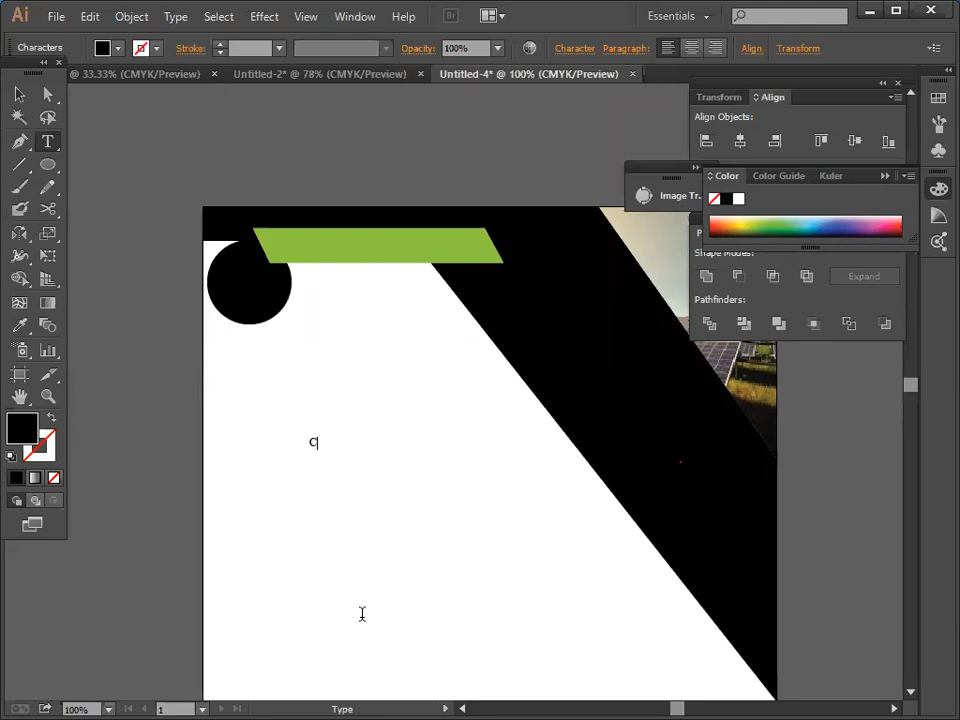 Ai File Edit Object Type Select Effect View Window Help Br Essentials
Characters Stroke: Opacity: 100% Character Paragraph: Align Transform
@ 33.33% (CMYK/Preview) × Untitled-2* @ 78% (CMYK/Preview) × Untitled-4* @ 100% (CMYK/Preview) ×
Transform Align
Align Objects:
Image Tr... Color Color Guide Kuler
Shape Modes:
Expand
Pathfinders:
T
C
100% 1 Type